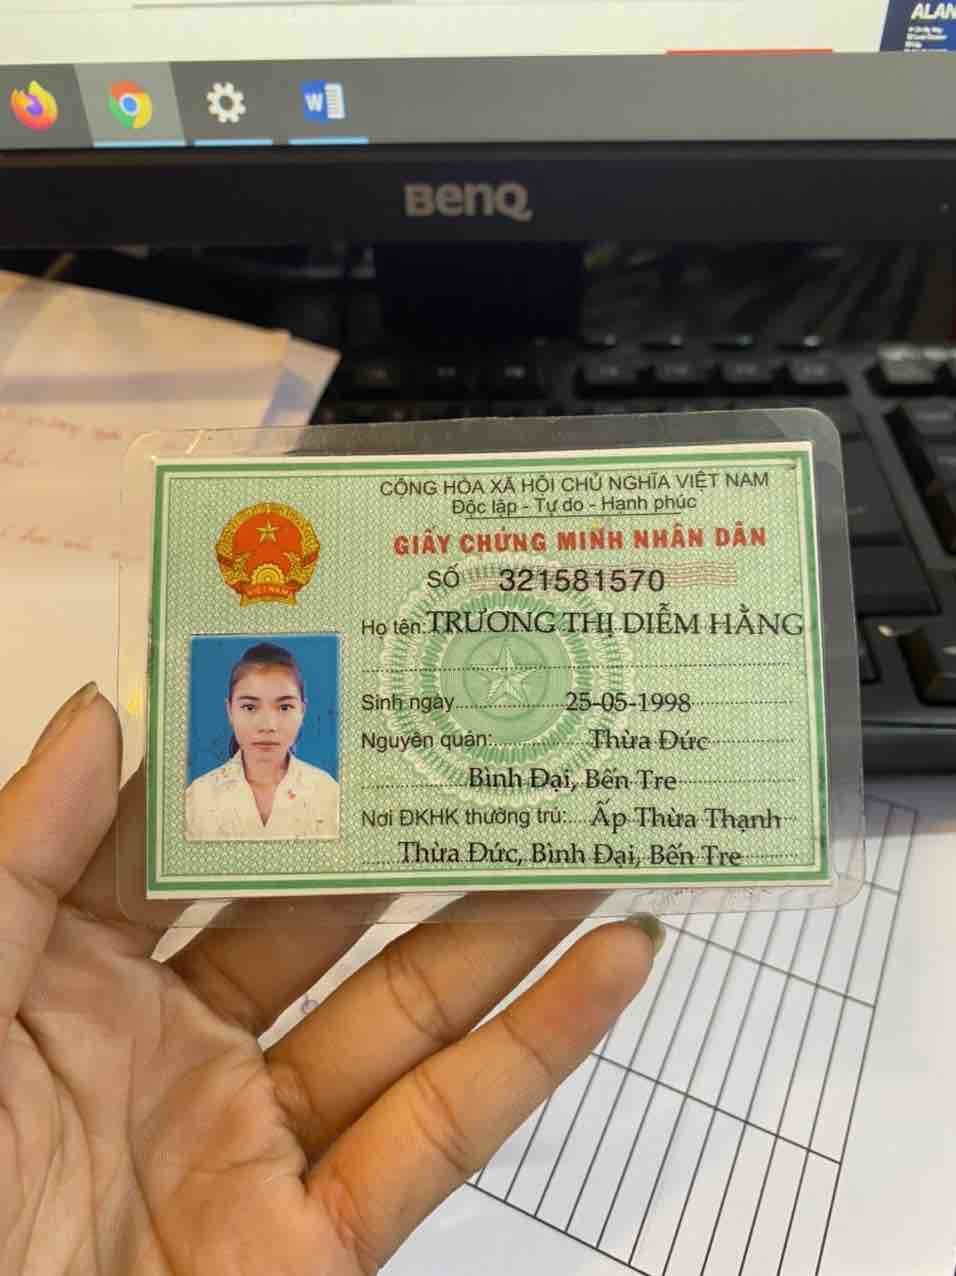 ALAN
W
BenQ
CỘNG HÒA XÃ HỘI CHỦ NGHĨA VIỆT NAM
Độc lập - Tự do - Hạnh phúc
GIẤY CHỨNG MINH NHÂN DÂN
SỐ 321581570
Họ tên: TRƯƠNG THỊ DIỄM HẰNG
Sinh ngày 25-05-1998
Nguyên quán: Thừa Đức
Bình Đại, Bến Tre
Nơi ĐKHK thường trú: Ấp Thừa Thạnh
Thừa Đức, Bình Đại, Bến Tre
VIỆT NAM